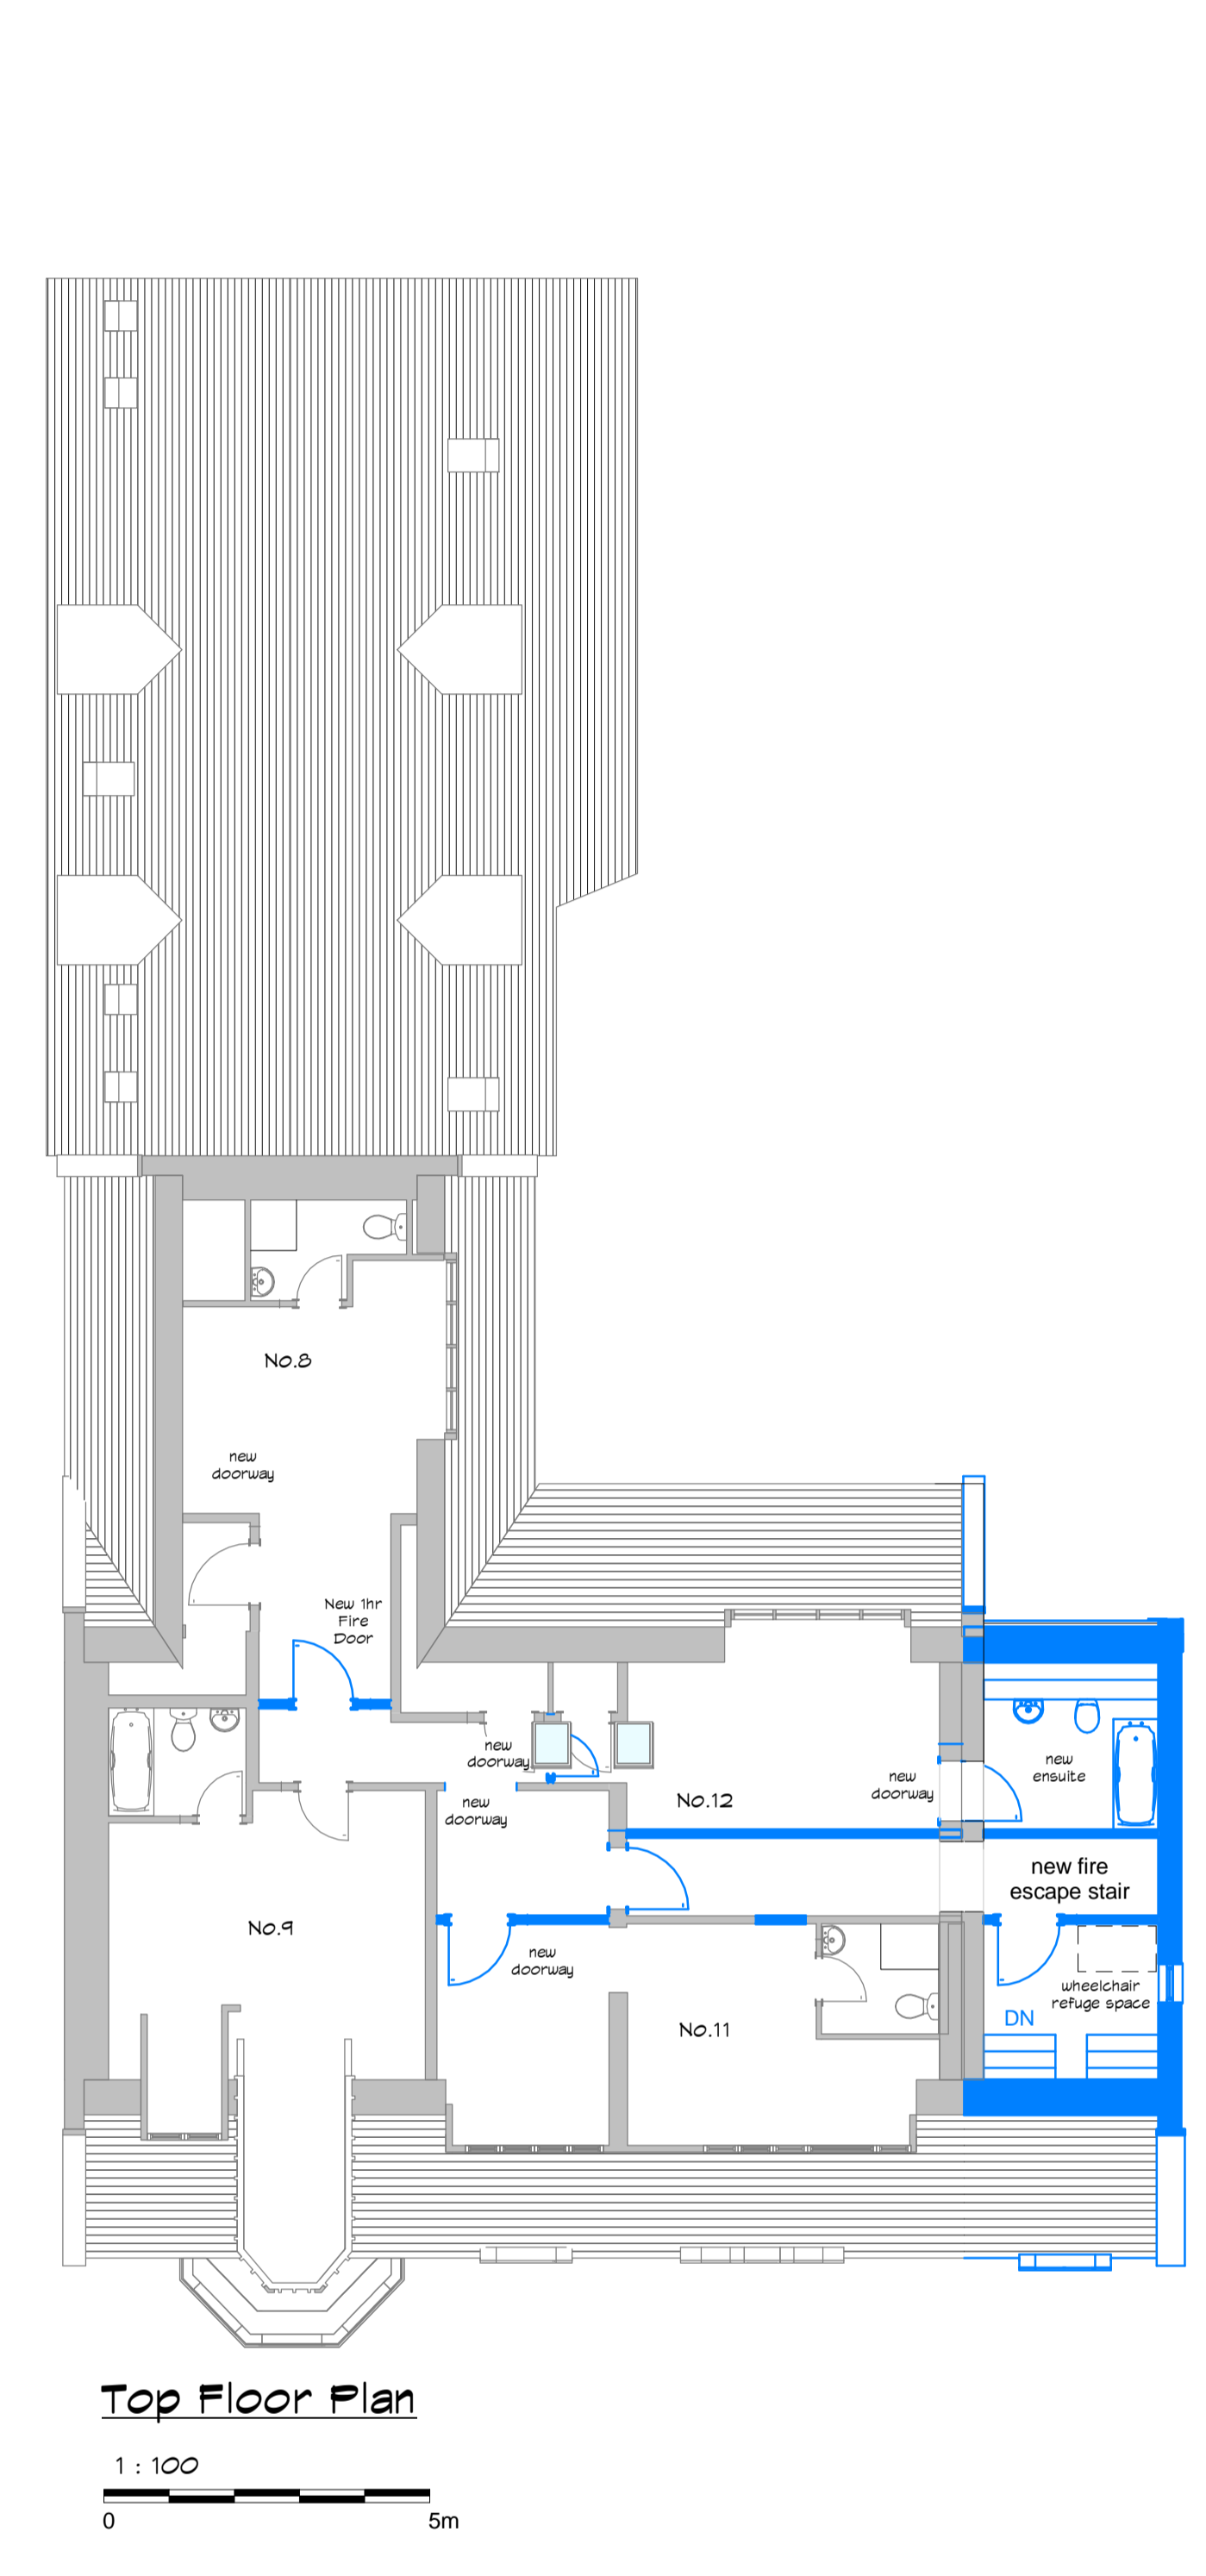 No.8
new
doorway
New 1hr
Fire
Door
new
doorway
new
doorway
new
doorway
No.12
new
ensuite
new fire
escape stair
No.9
new
doorway
wheelchair
refuge space
DN
No.11
Top Floor Plan
1 : 100
0
5m